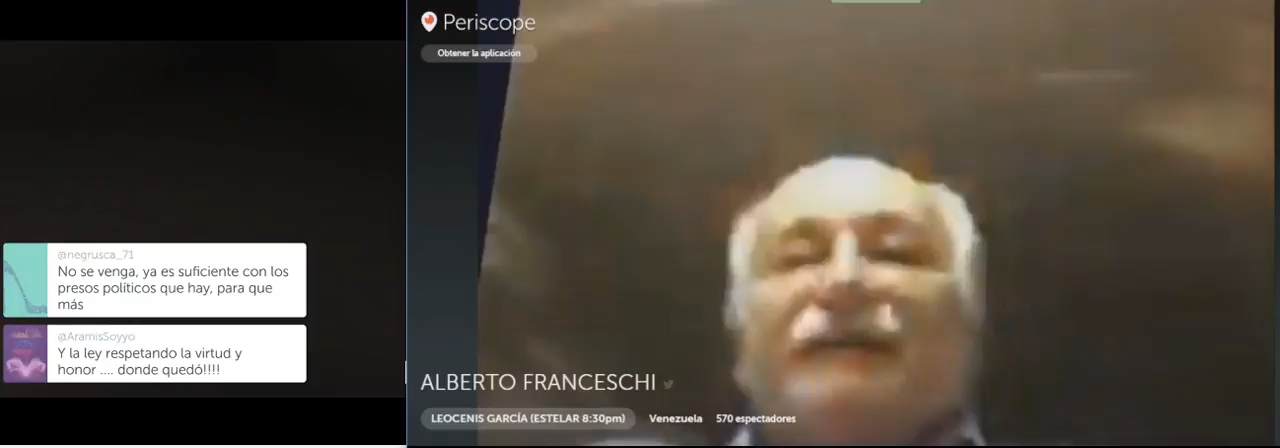 @negrusca_71
No se venga, ya es suficiente con los
presos políticos que hay, para que
más
@AramisSoyyo
Y la ley respetando la virtud y
honor .... donde quedó!!!!
Periscope
Obtener la aplicación
ALBERTO FRANCESCHI
LEOCENIS GARCÍA (ESTELAR 8:30pm) Venezuela 570 espectadores